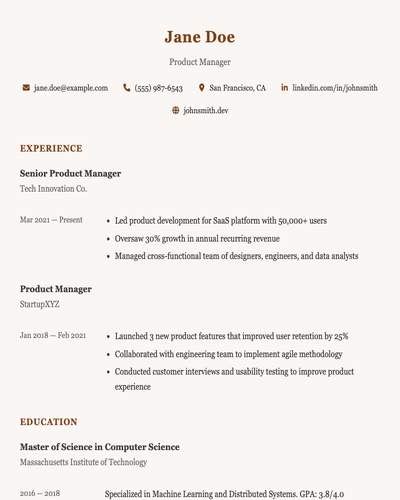 Jane Doe
Product Manager
jane.doe@example.com (555) 987-6543 San Francisco, CA linkedin.com/in/johnsmith
johnsmith.dev
EXPERIENCE
Senior Product Manager
Tech Innovation Co.
Mar 2021 — Present
• Led product development for SaaS platform with 50,000+ users
• Oversaw 30% growth in annual recurring revenue
• Managed cross-functional team of designers, engineers, and data analysts
Product Manager
StartupXYZ
Jan 2018 — Feb 2021
• Launched 3 new product features that improved user retention by 25%
• Collaborated with engineering team to implement agile methodology
• Conducted customer interviews and usability testing to improve product
experience
EDUCATION
Master of Science in Computer Science
Massachusetts Institute of Technology
2016 — 2018
Specialized in Machine Learning and Distributed Systems. GPA: 3.8/4.0